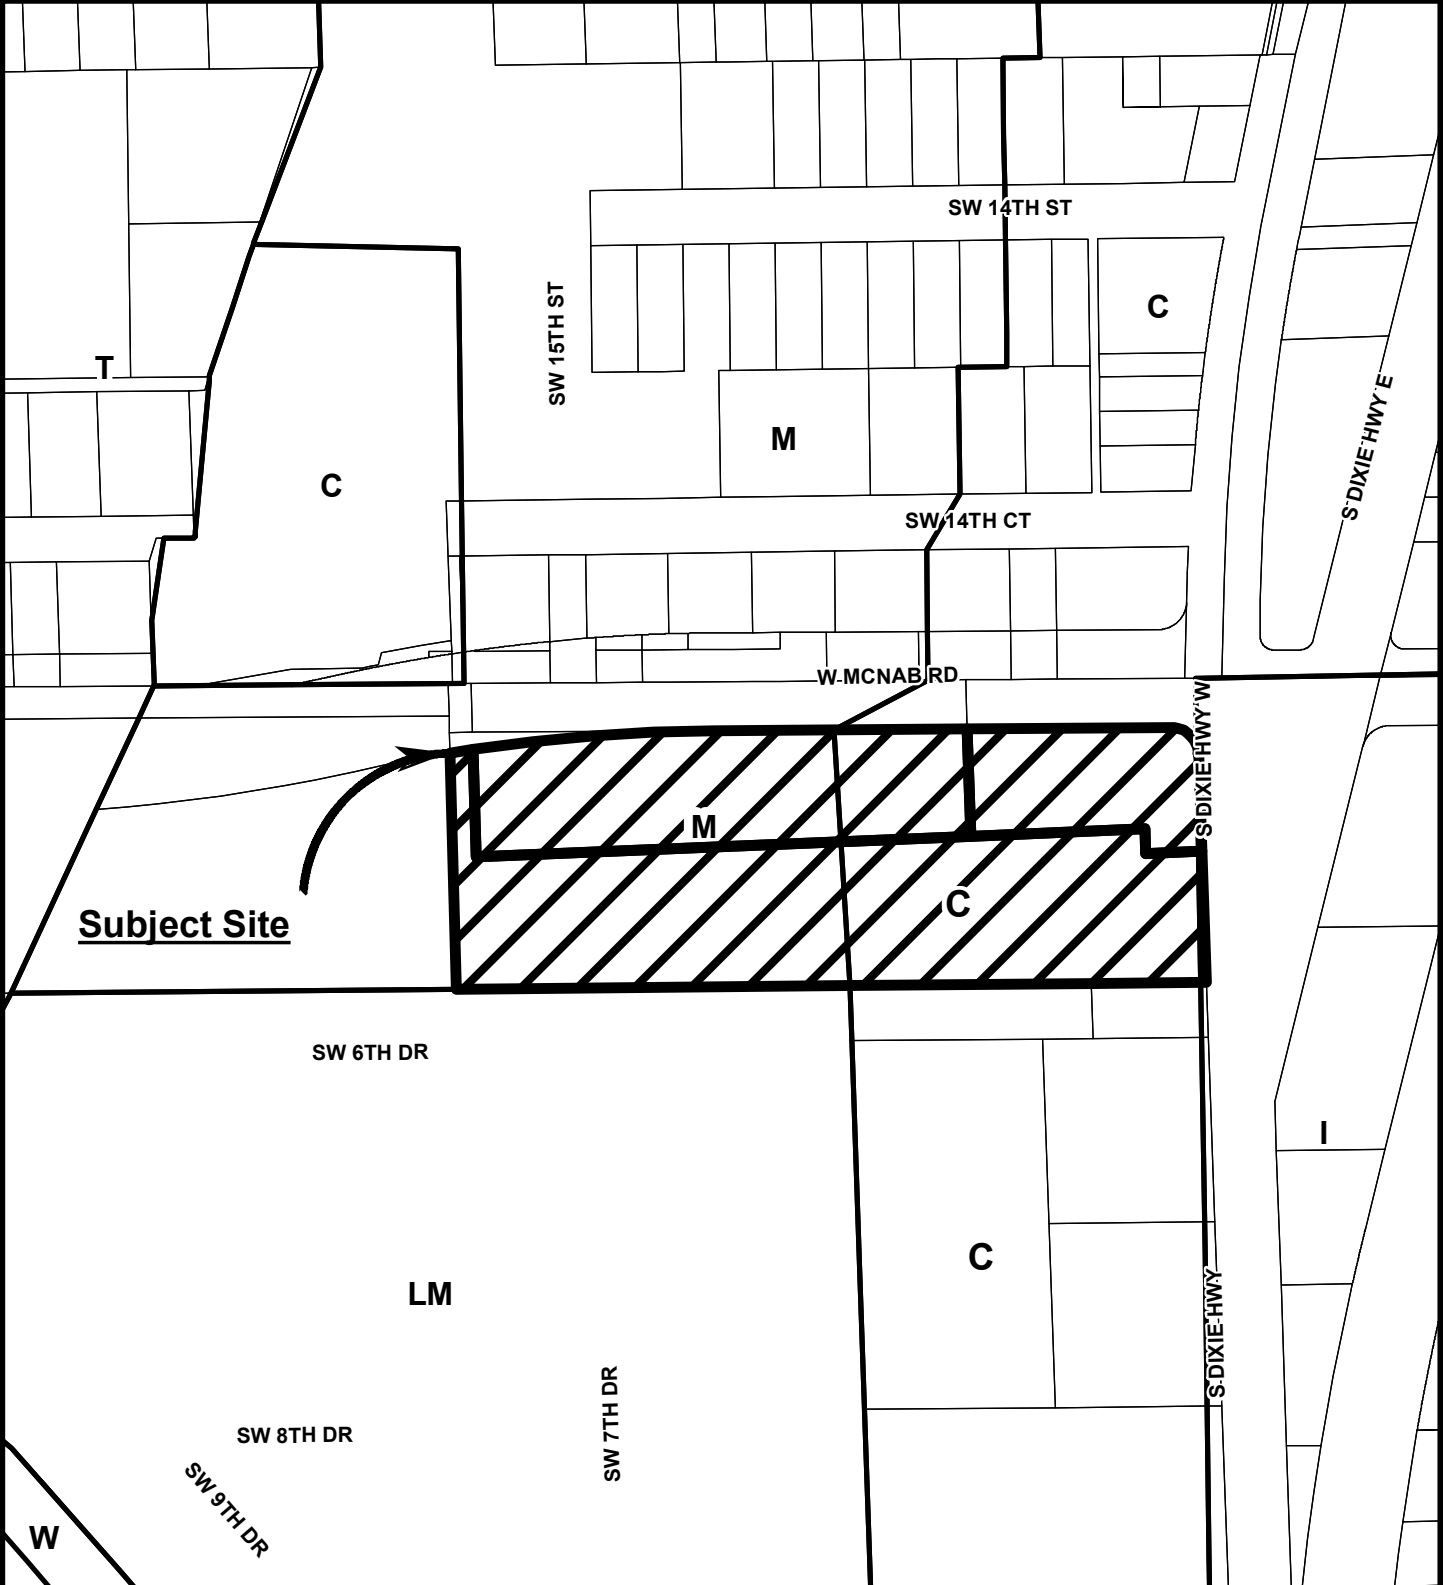 SW 14TH ST
C
SW 15TH ST
T
S DIXIE HWY E
M
C
SW 14TH CT
W MCNAB RD
S DIXIE HWY W
M
C
Subject Site
SW 6TH DR
I
C
LM
S DIXIE HWY
SW 7TH DR
SW 8TH DR
SW 9TH DR
W